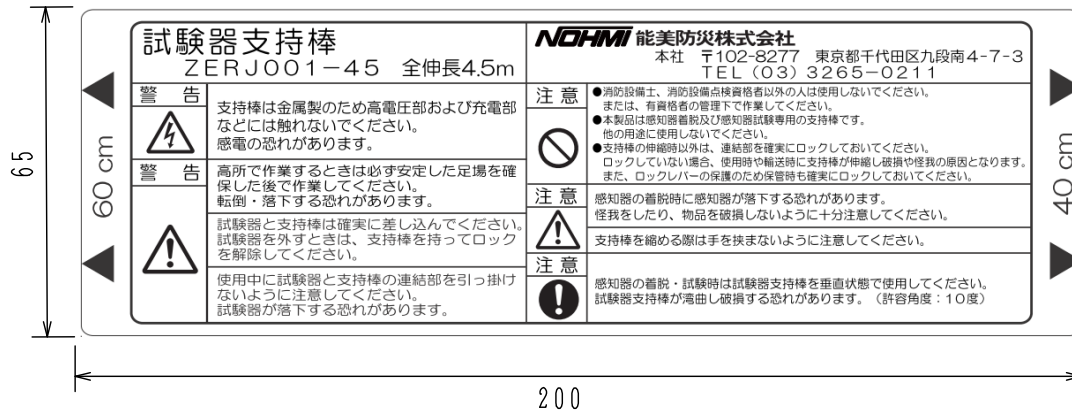 試験器支持棒
ZERJ001-45 全伸長4.5m
警告
支持棒は金属製のため高電圧部および充電部
などには触れないでください。
感電の恐れがあります。
警告
高所で作業するときは必ず安定した足場を確
保した後で作業してください。
転倒・落下する恐れがあります。
試験器と支持棒は確実に差し込んでください。
試験器を外すときは、支持棒を持ってロック
を解除してください。
使用中に試験器と支持棒の連結部を引っ掛け
ないように注意してください。
試験器が落下する恐れがあります。
NOHMI 能美防災株式会社
本社 〒102-8277 東京都千代田区九段南4-7-3
TEL (03) 3265-0211
注意
●消防設備士、消防設備点検資格者以外の人は使用しないでください。
または、有資格者の管理下で作業してください。
●本製品は感知器着脱及び感知器試験専用の支持棒です。
他の用途に使用しないでください。
●支持棒の伸縮時以外は、連結部を確実にロックしておいてください。
ロックしていない場合、使用時や輸送時に支持棒が伸縮し破損や怪我の原因となります。
また、ロックレバーの保護のため保管時も確実にロックしておいてください。
注意
感知器の着脱時に感知器が落下する恐れがあります。
怪我をしたり、物品を破損しないように十分注意してください。
支持棒を縮める際は手を挟まないように注意してください。
注意
感知器の着脱・試験時は試験器支持棒を垂直状態で使用してください。
試験器支持棒が湾曲し破損する恐れがあります。(許容角度:10度)
60 cm
40 cm
65
200